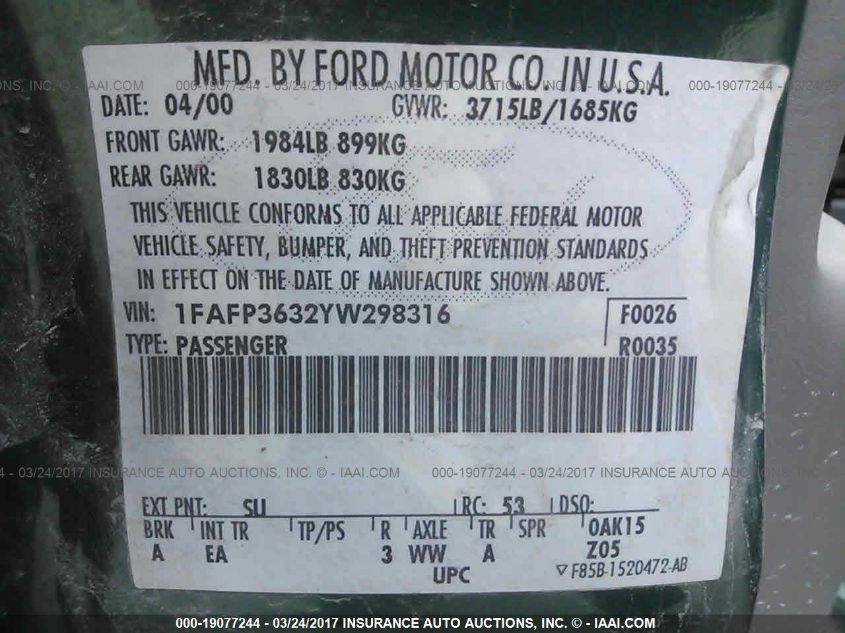 MFD. BY FORD MOTOR CO. IN U.S.A.
000-19077244 - 03/24/2017 INSURANCE AUTO AUCTIONS, INC. © - IAAI.COM
DATE: 04/00 GVWR: 3715LB/1685KG
FRONT GAWR: 1984LB 899KG
REAR GAWR: 1830LB 830KG
THIS VEHICLE CONFORMS TO ALL APPLICABLE FEDERAL MOTOR
VEHICLE SAFETY, BUMPER, AND THEFT PREVENTION STANDARDS
IN EFFECT ON THE DATE OF MANUFACTURE SHOWN ABOVE.
VIN: 1FAFP3632YW298316 F0026
TYPE: PASSENGER R0035
- 03/24/2017 INSURANCE AUTO AUCTIONS, INC. © - IAAI.COM 000-19077244 - 03/24/2017 INSURANCE AUTO AUCTIONS, INC.
EXT PNT: SU RC: 53 DSO:
BRK INT TR TP/PS R AXLE TR SPR 0AK15
A EA 3 WW A Z05
UPC ▽ F85B-1520472-AB
000-19077244 - 03/24/2017 INSURANCE AUTO AUCTIONS, INC. © - IAAI.COM